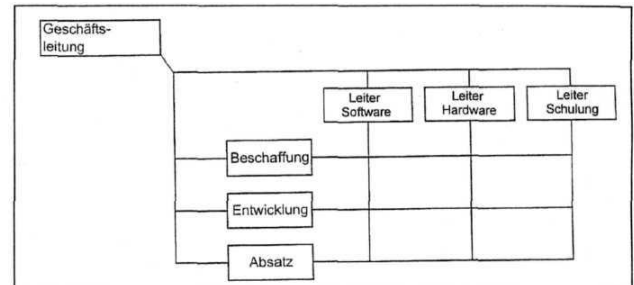 Geschäfts-
leitung
Leiter
Software
Leiter
Hardware
Leiter
Schulung
Beschaffung
Entwicklung
Absatz